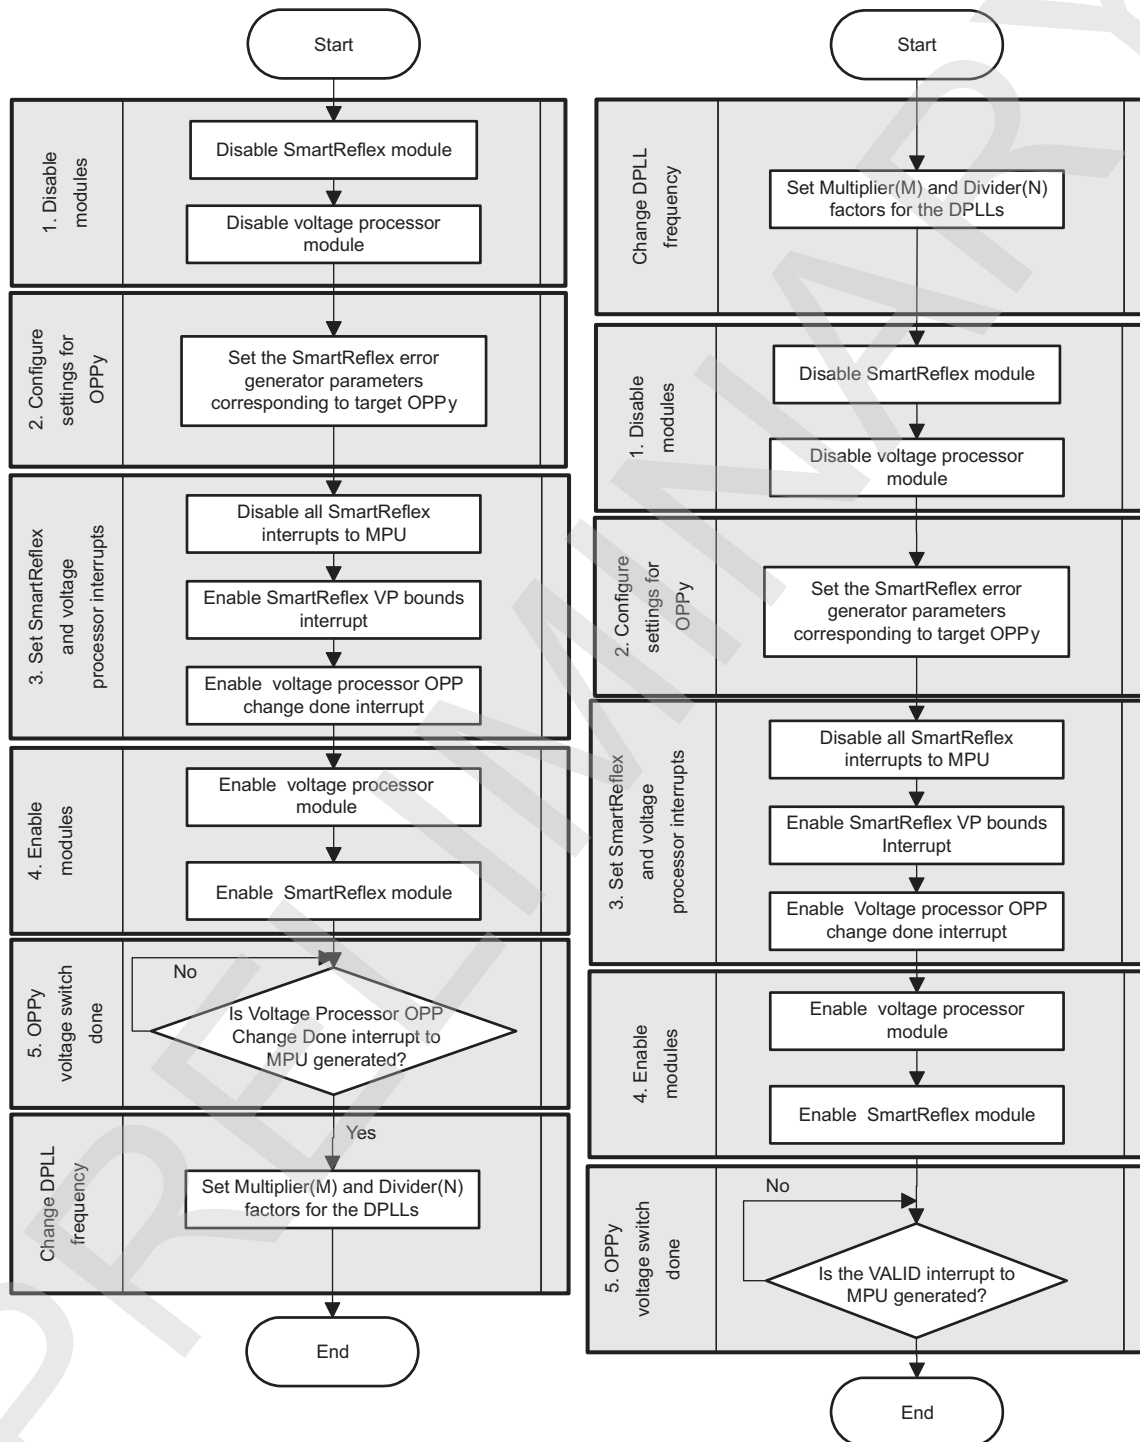 Start
1. Disable
modules
Disable SmartReflex module
Disable voltage processor
module
2. Configure
settings for
OPPy
Set the SmartReflex error
generator parameters
corresponding to target OPPy
3. Set SmartReflex
and voltage
processor interrupts
Disable all SmartReflex
interrupts to MPU
Enable SmartReflex VP bounds
interrupt
Enable voltage processor OPP
change done interrupt
4. Enable
modules
Enable voltage processor
module
Enable SmartReflex module
5. OPPy
voltage switch
done
No
Is Voltage Processor OPP
Change Done interrupt to
MPU generated?
Yes
Change DPLL
frequency
Set Multiplier(M) and Divider(N)
factors for the DPLLs
End
Start
Change DPLL
frequency
Set Multiplier(M) and Divider(N)
factors for the DPLLs
1. Disable
modules
Disable SmartReflex module
Disable voltage processor
module
2. Configure
settings for
OPPy
Set the SmartReflex error
generator parameters
corresponding to target OPPy
3. Set SmartReflex
and voltage
processor interrupts
Disable all SmartReflex
interrupts to MPU
Enable SmartReflex VP bounds
Interrupt
Enable Voltage processor OPP
change done interrupt
4. Enable
modules
Enable voltage processor
module
Enable SmartReflex module
5. OPPy
voltage switch
done
No
Is the VALID interrupt to
MPU generated?
End
PRELIMINARY